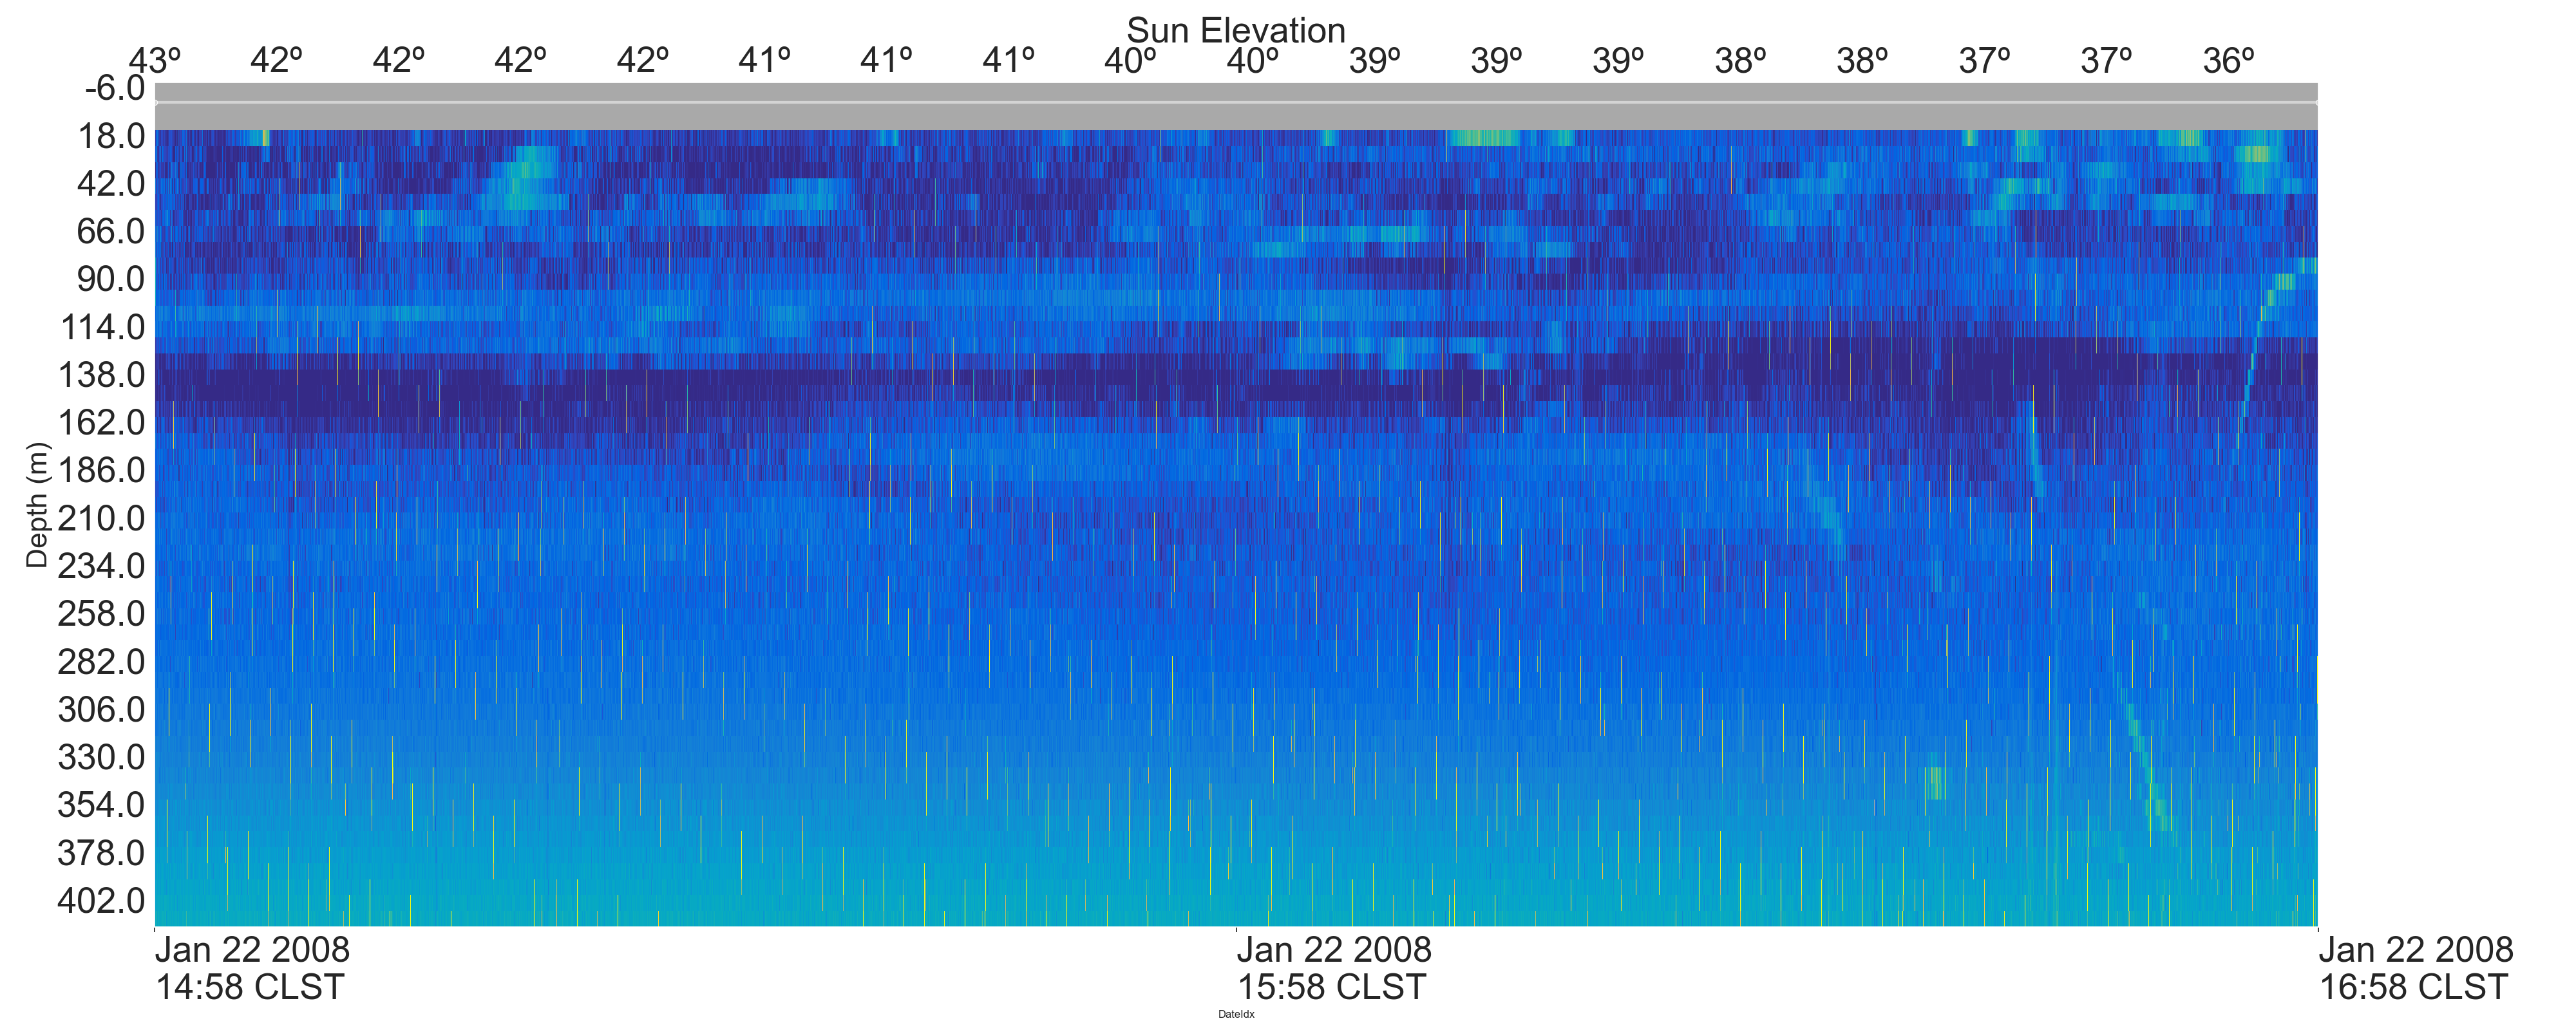 Sun Elevation
43º 42º 42º 42º 42º 41º 41º 41º 40º 40º 39º 39º 39º 38º 38º 37º 37º 36º
-6.0
18.0
42.0
66.0
90.0
114.0
138.0
162.0
186.0
210.0
234.0
258.0
282.0
306.0
330.0
354.0
378.0
402.0
Depth (m)
Jan 22 2008
14:58 CLST
Jan 22 2008
15:58 CLST
Jan 22 2008
16:58 CLST
DateIdx